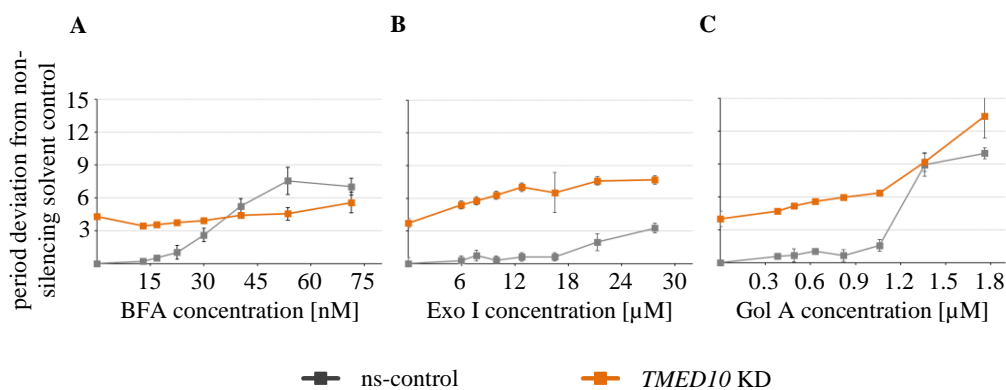 A B C
period deviation from non-
silencing solvent control
15
9
6
3
15 30 45 60 75
BFA concentration [nM]
6 12 18 24 30
Exo I concentration [µM]
0.3 0.6 0.9 1.2 1.5 1.8
Gol A concentration [µM]
ns-control TMED10 KD